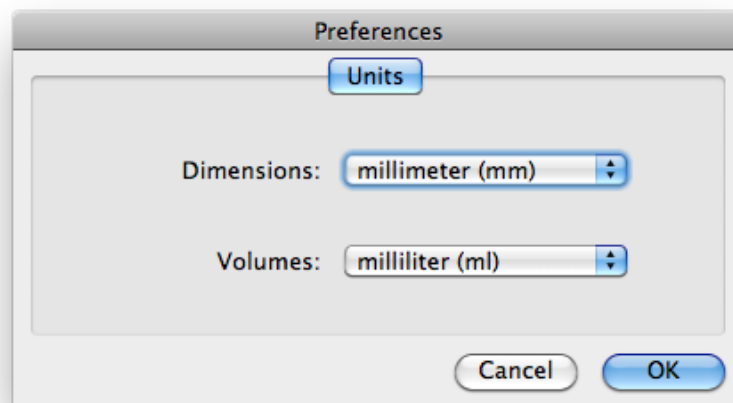 Preferences
Units
Dimensions: millimeter (mm)
Volumes: milliliter (ml)
Cancel OK